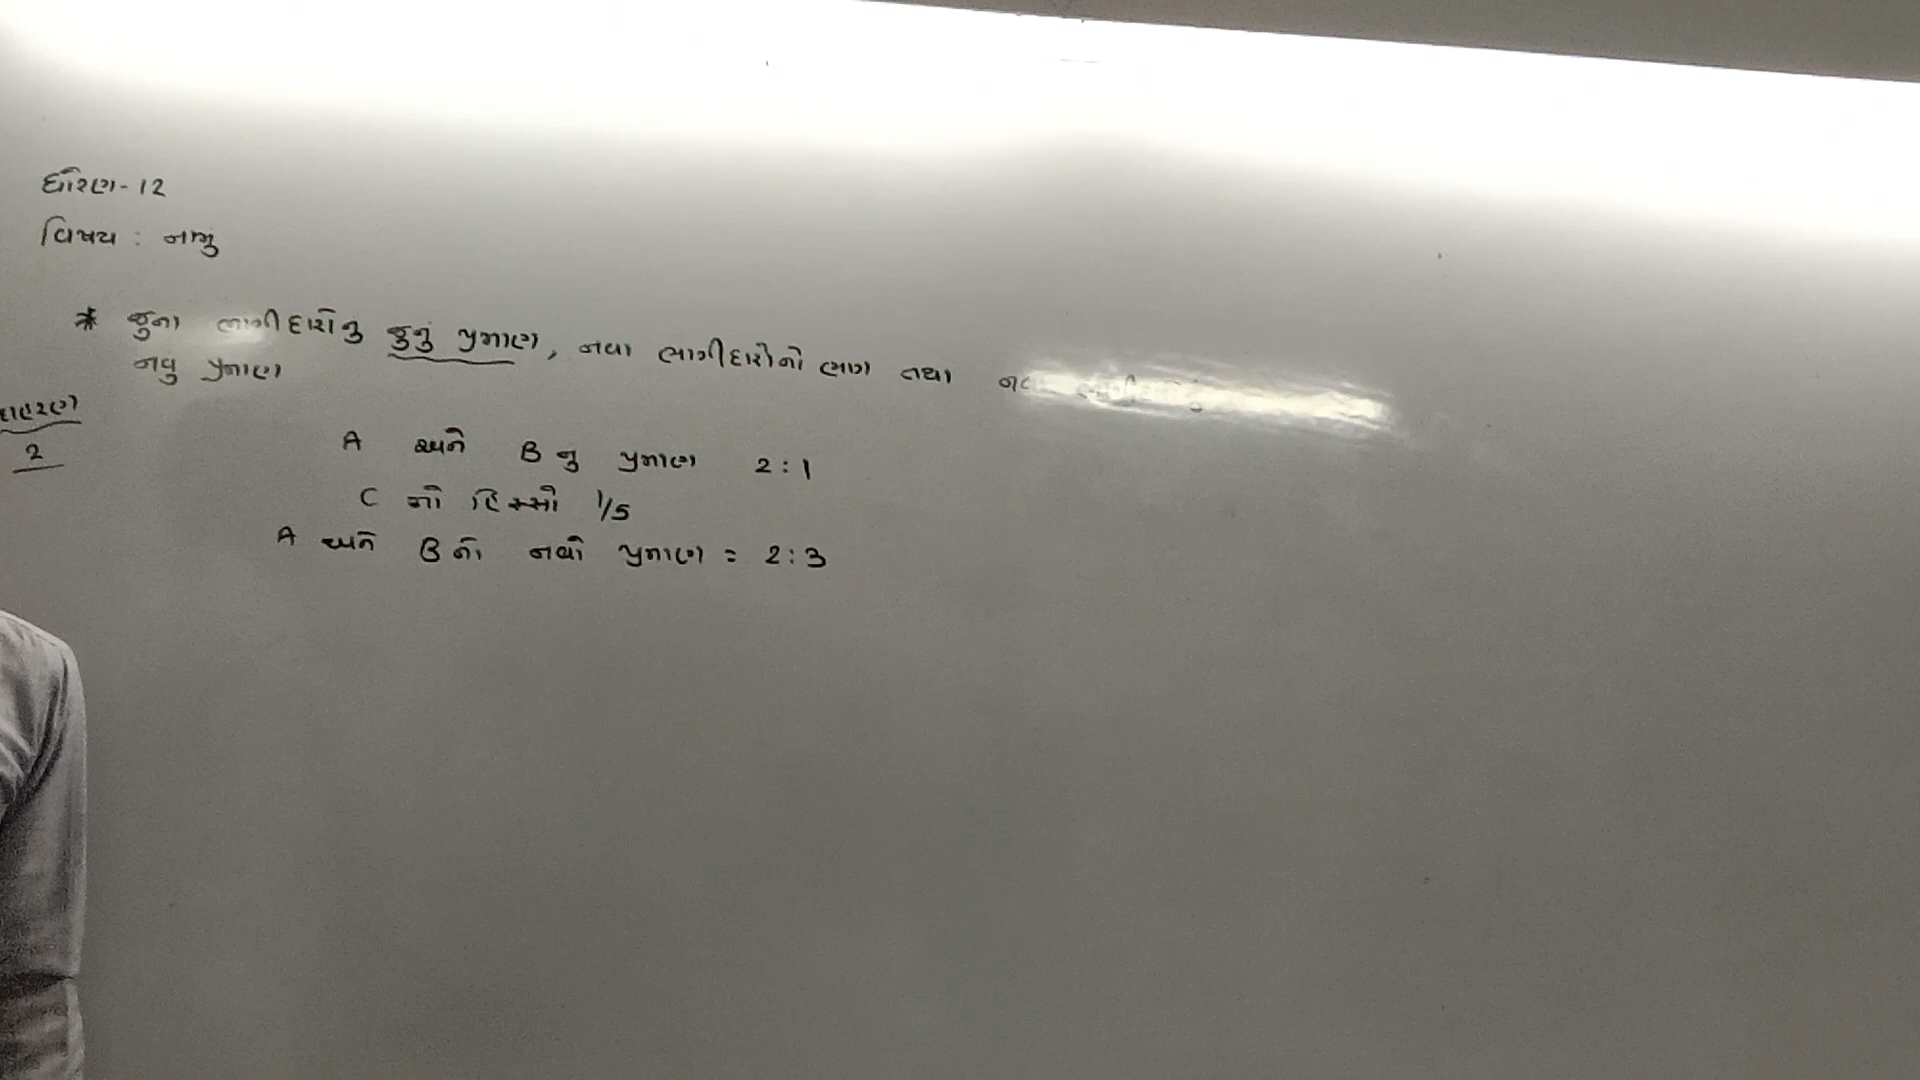 ધોરણ-12
વિષય : નામુ
* જુના ભાગીદારોનુ જુનું પ્રમાણ, નવા ભાગીદારોનો ભાગ તથા
નવુ પ્રમાણ
2
A અને B નુ પ્રમાણ 2:1
C નો હિસ્સો 1/5
A અને B નો નવો પ્રમાણ = 2:3